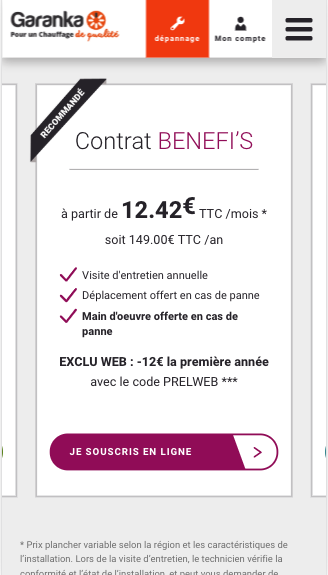 Garanka
Pour un Chauffage de qualité
dépannage
Mon compte
RECOMMANDÉ
Contrat BENEFI'S
à partir de 12.42€ TTC /mois *
soit 149.00€ TTC /an
Visite d'entretien annuelle
Déplacement offert en cas de panne
Main d'oeuvre offerte en cas de
panne
EXCLU WEB : -12€ la première année
avec le code PRELWEB ***
JE SOUSCRIS EN LIGNE
* Prix plancher variable selon la région et les caractéristiques de
l'installation. Lors de la visite d'entretien, le technicien vérifie la
conformité et l'état de l'installation, et peut vous demander de